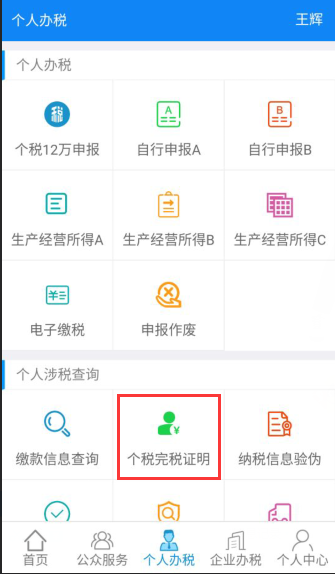 个人办税 王辉
个人办税
个税12万申报 自行申报A 自行申报B
A B
生产经营所得A 生产经营所得B 生产经营所得C
电子缴税 申报作废
个人涉税查询
缴款信息查询 个税完税证明 纳税信息验伪
首页 公众服务 个人办税 企业办税 个人中心